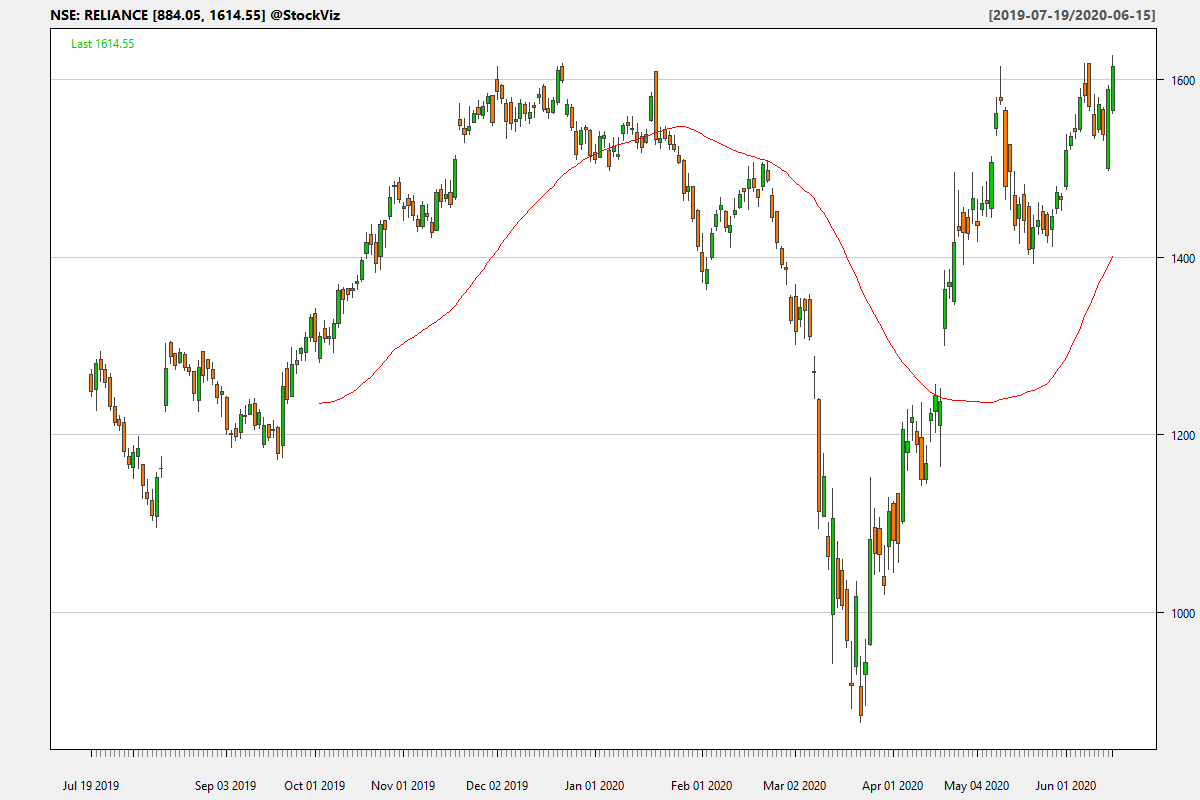 NSE: RELIANCE [884.05, 1614.55] @StockViz
[2019-07-19/2020-06-15]
Last 1614.55
1600
1400
1200
1000
Jul 19 2019
Sep 03 2019
Oct 01 2019
Nov 01 2019
Dec 02 2019
Jan 01 2020
Feb 01 2020
Mar 02 2020
Apr 01 2020
May 04 2020
Jun 01 2020